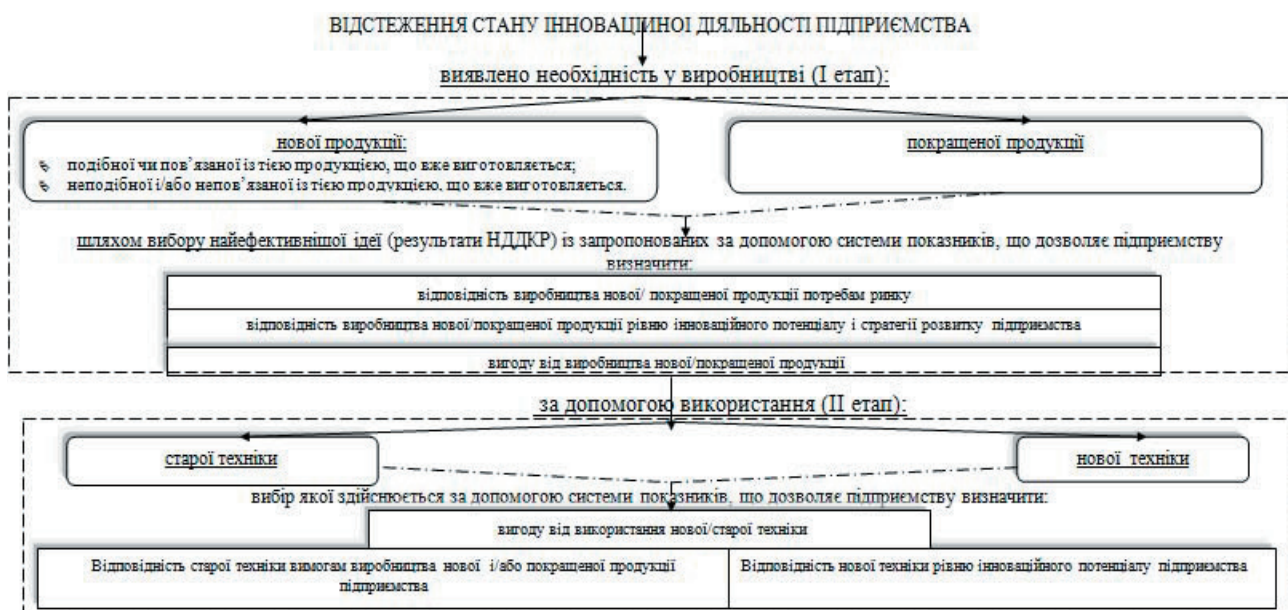 ВІДСТЕЖЕННЯ СТАНУ ІННОВАЦІЙНОЇ ДІЯЛЬНОСТІ ПІДПРИЄМСТВА
виявлено необхідність у виробництві (І етап):
нової продукції:
подібної чи пов’язаної із тією продукцією, що вже виготовляється;
неподібної і/або непов’язаної із тією продукцією, що вже виготовляється.
покращеної продукції
шляхом вибору найефективнішої ідеї (результати НДДКР) із запропонованих за допомогою системи показників, що дозволяє підприємству
визначити:
відповідність виробництва нової/ покращеної продукції потребам ринку
відповідність виробництва нової/покращеної продукції рівню інноваційного потенціалу і стратегії розвитку підприємства
вигоду від виробництва нової/покращеної продукції
за допомогою використання (ІІ етап):
старої техніки
нової техніки
вибір якої здійснюється за допомогою системи показників, що дозволяє підприємству визначити:
вигоду від використання нової/старої техніки
Відповідність старої техніки вимогам виробництва нової і/або покращеної продукції
підприємства
Відповідність нової техніки рівню інноваційного потенціалу підприємства